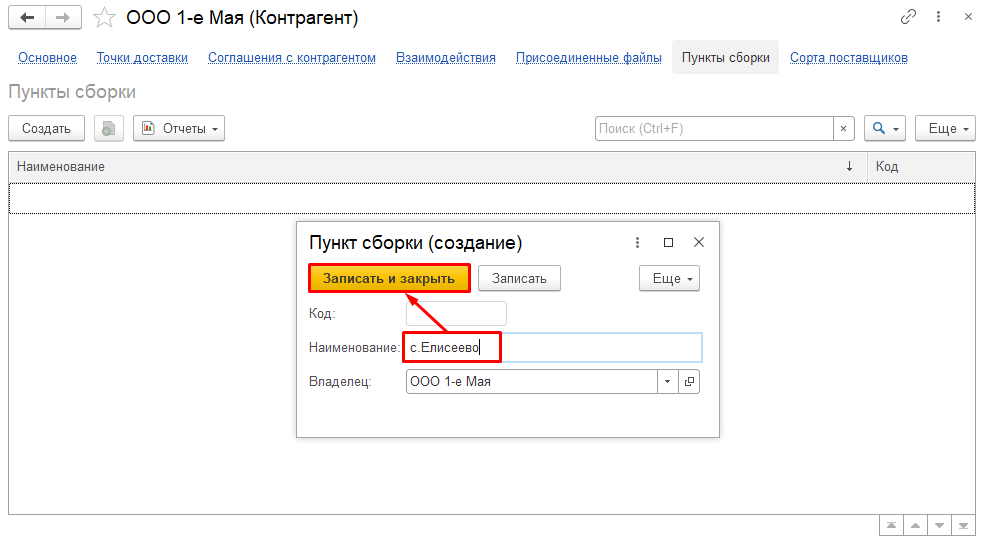 ООО 1-е Мая (Контрагент)
Основное Точки доставки Соглашения с контрагентом Взаимодействия Присоединенные файлы Пункты сборки Сорта поставщиков
Пункты сборки
Создать Отчеты Поиск (Ctrl+F) Еще
Наименование Код
Пункт сборки (создание)
Записать и закрыть Записать Еще
Код:
Наименование: с.Елисеево
Владелец: ООО 1-е Мая